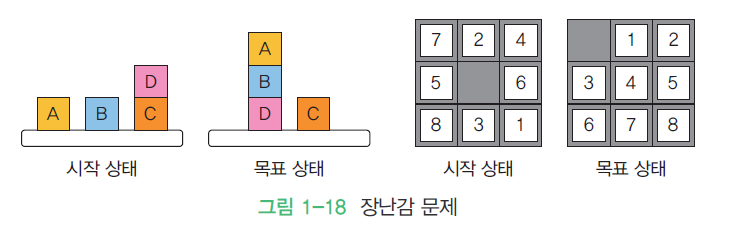 A B D C
시작 상태
A B D C
목표 상태
7 2 4
5 6
8 3 1
시작 상태
1 2
3 4 5
6 7 8
목표 상태
그림 1-18 장난감 문제